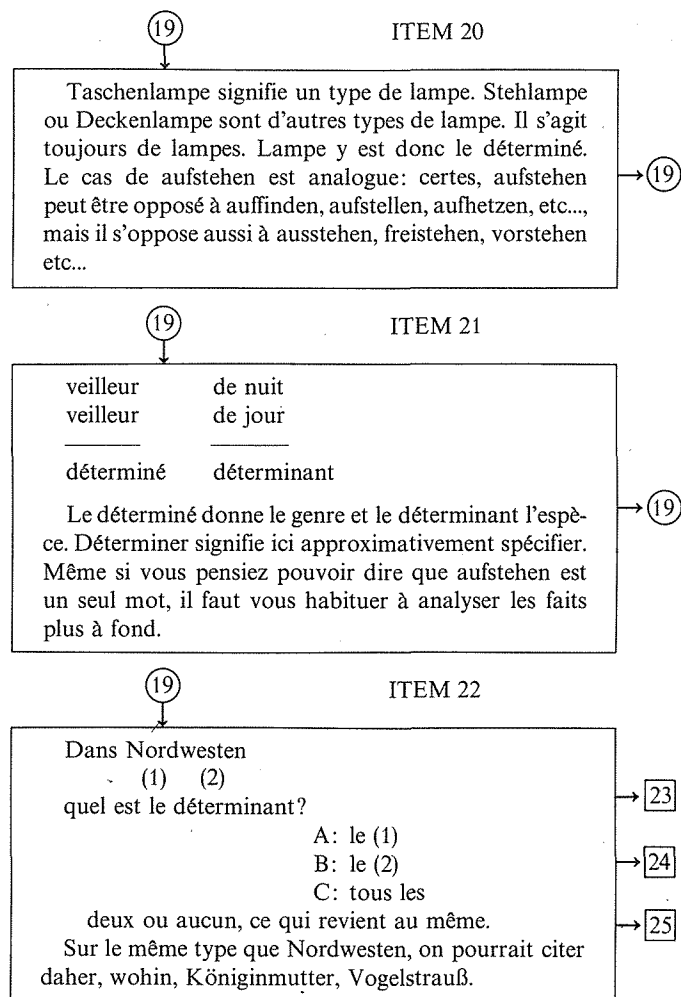 19 ITEM 20
Taschenlampe signifie un type de lampe. Stehlampe
ou Deckenlampe sont d'autres types de lampe. Il s'agit
toujours de lampes. Lampe y est donc le déterminé.
Le cas de aufstehen est analogue: certes, aufstehen → 19
peut être opposé à auffinden, aufstellen, aufhetzen, etc...,
mais il s'oppose aussi à ausstehen, freistehen, vorstehen
etc...
19 ITEM 21
veilleur de nuit
veilleur de jour
déterminé déterminant
Le déterminé donne le genre et le déterminant l'espè- → 19
ce. Déterminer signifie ici approximativement spécifier.
Même si vous pensiez pouvoir dire que aufstehen est
un seul mot, il faut vous habituer à analyser les faits
plus à fond.
19 ITEM 22
Dans Nordwesten
(1) (2)
quel est le déterminant? → 23
A: le (1)
B: le (2) → 24
C: tous les
deux ou aucun, ce qui revient au même. → 25
Sur le même type que Nordwesten, on pourrait citer
daher, wohin, Königinmutter, Vogelstrauß.